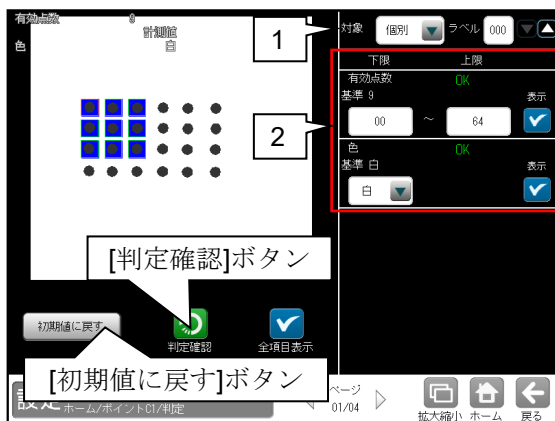 有効点数 9
計測値
色 白
1
対象 個別 ラベル 000
下限 上限
有効点数 OK
基準 9 表示
00 ～ 64
2
色 OK
基準 白 表示
白
[判定確認]ボタン
初期値に戻す
判定確認 全項目表示
[初期値に戻す]ボタン
設定 ホーム/ポイント01/判定
ページ
01/04
拡大縮小 ホーム 戻る